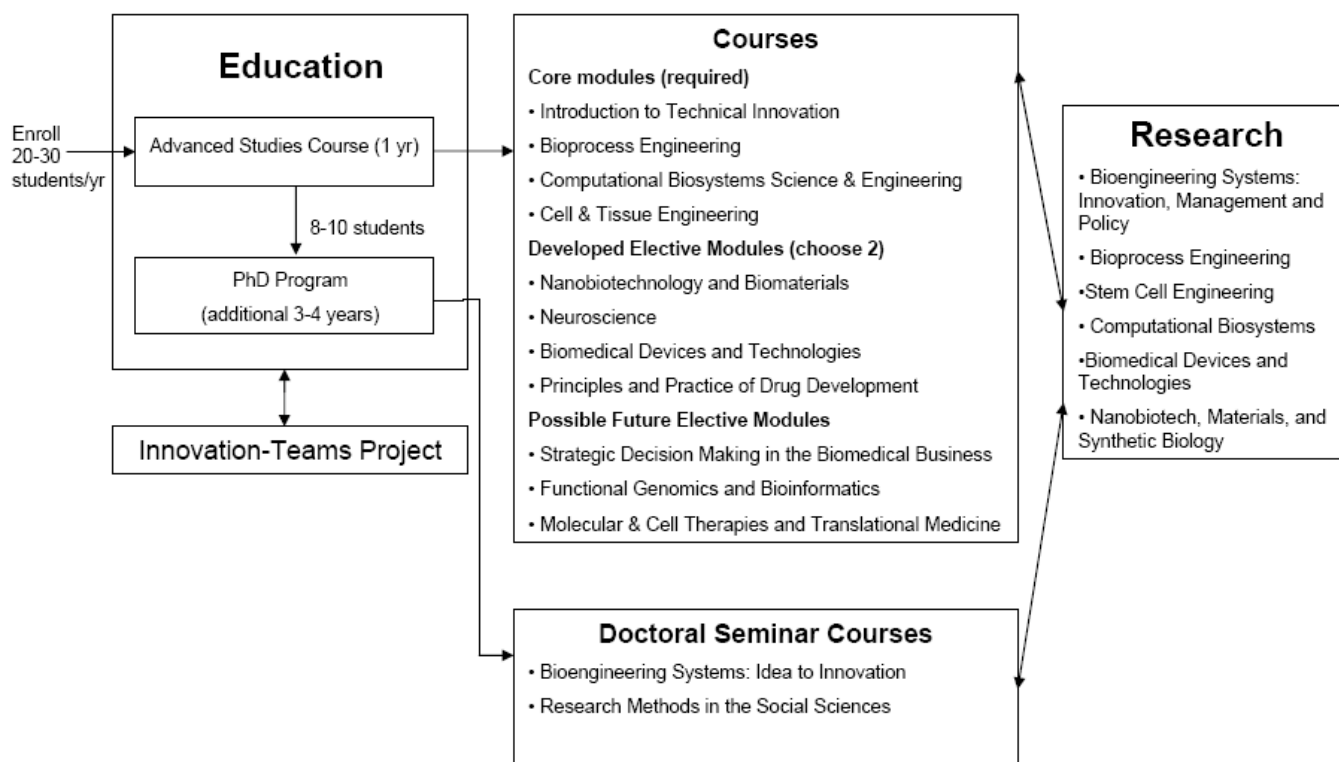 Education
Enroll
20-30
students/yr
Advanced Studies Course (1 yr)
8-10 students
PhD Program
(additional 3-4 years)
Innovation-Teams Project
Courses
Core modules (required)
• Introduction to Technical Innovation
• Bioprocess Engineering
• Computational Biosystems Science & Engineering
• Cell & Tissue Engineering
Developed Elective Modules (choose 2)
• Nanobiotechnology and Biomaterials
• Neuroscience
• Biomedical Devices and Technologies
• Principles and Practice of Drug Development
Possible Future Elective Modules
• Strategic Decision Making in the Biomedical Business
• Functional Genomics and Bioinformatics
• Molecular & Cell Therapies and Translational Medicine
Doctoral Seminar Courses
• Bioengineering Systems: Idea to Innovation
• Research Methods in the Social Sciences
Research
• Bioengineering Systems:
Innovation, Management and
Policy
• Bioprocess Engineering
•Stem Cell Engineering
• Computational Biosystems
•Biomedical Devices and
Technologies
• Nanobiotech, Materials, and
Synthetic Biology